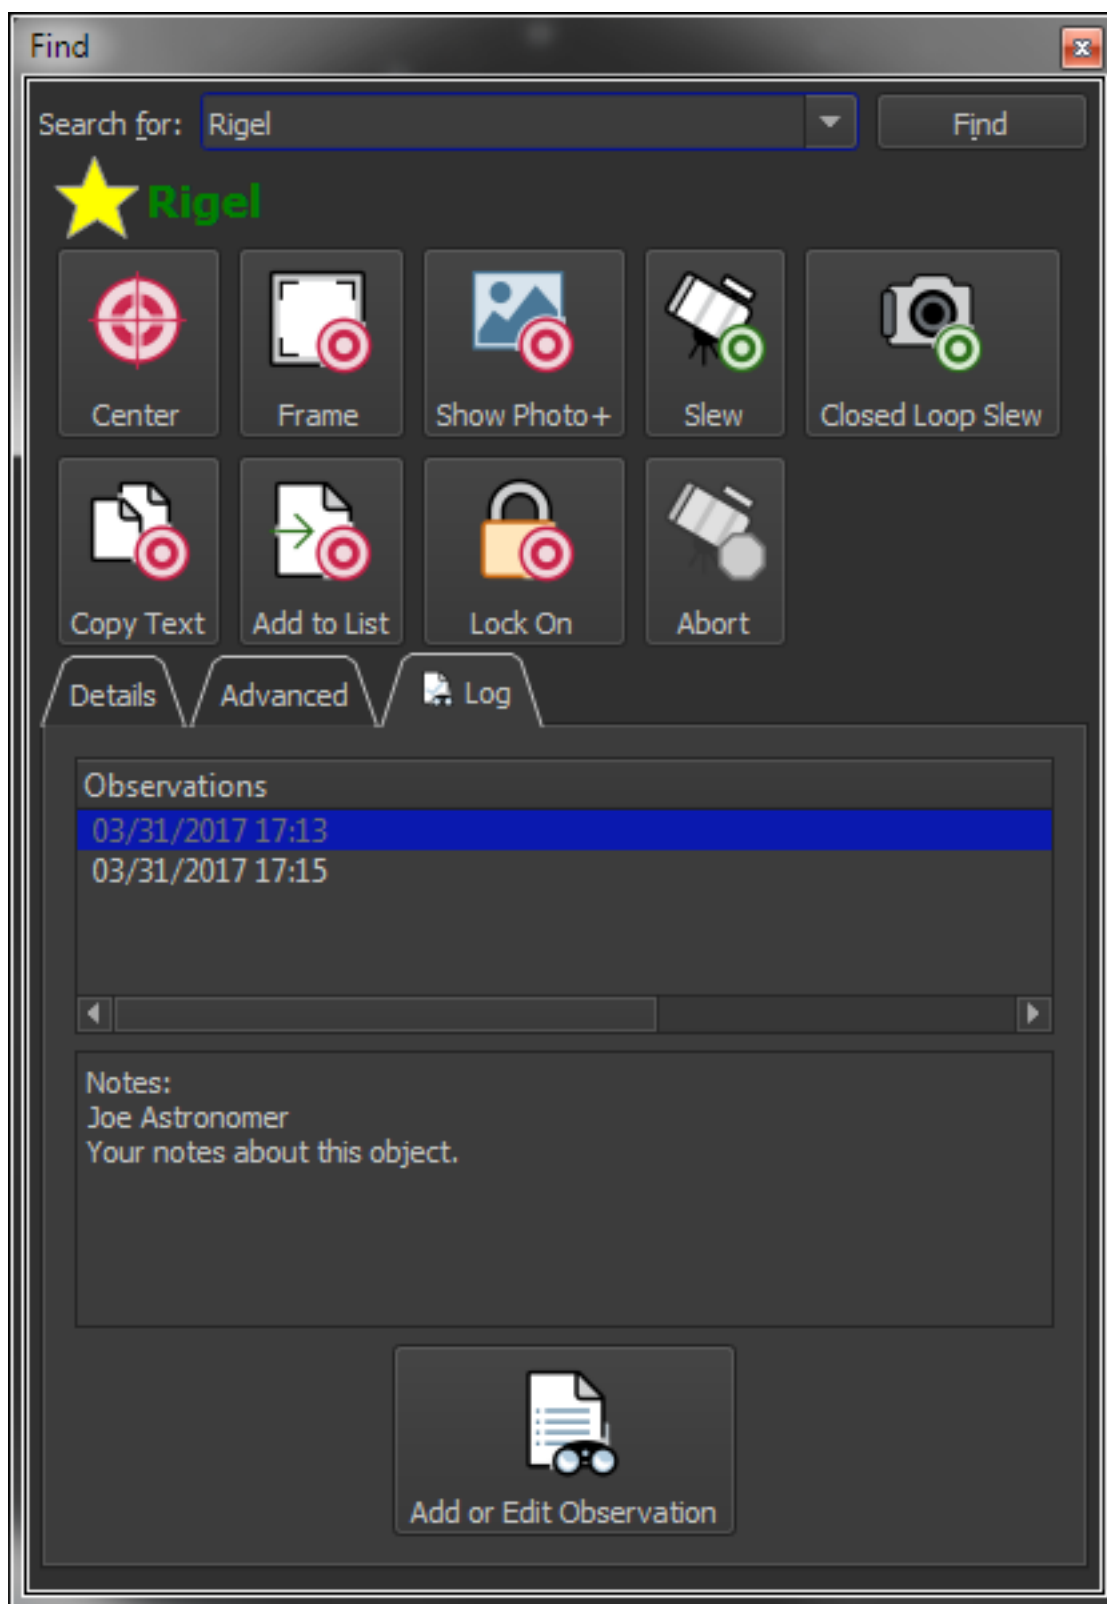 Find
Search for: Rigel Find
Rigel
Center Frame Show Photo+ Slew Closed Loop Slew
Copy Text Add to List Lock On Abort
Details Advanced Log
Observations
03/31/2017 17:13
03/31/2017 17:15
Notes:
Joe Astronomer
Your notes about this object.
Add or Edit Observation